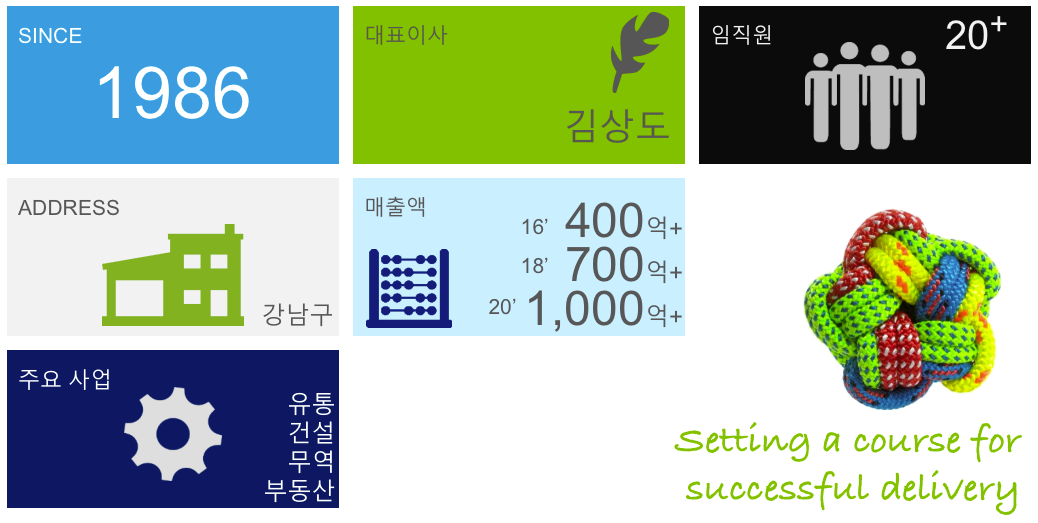 SINCE
1986
대표이사
김상도
임직원
20+
ADDRESS
강남구
매출액
16’ 400억+
18’ 700억+
20’ 1,000억+
주요 사업
유통
건설
무역
부동산
Setting a course for
successful delivery